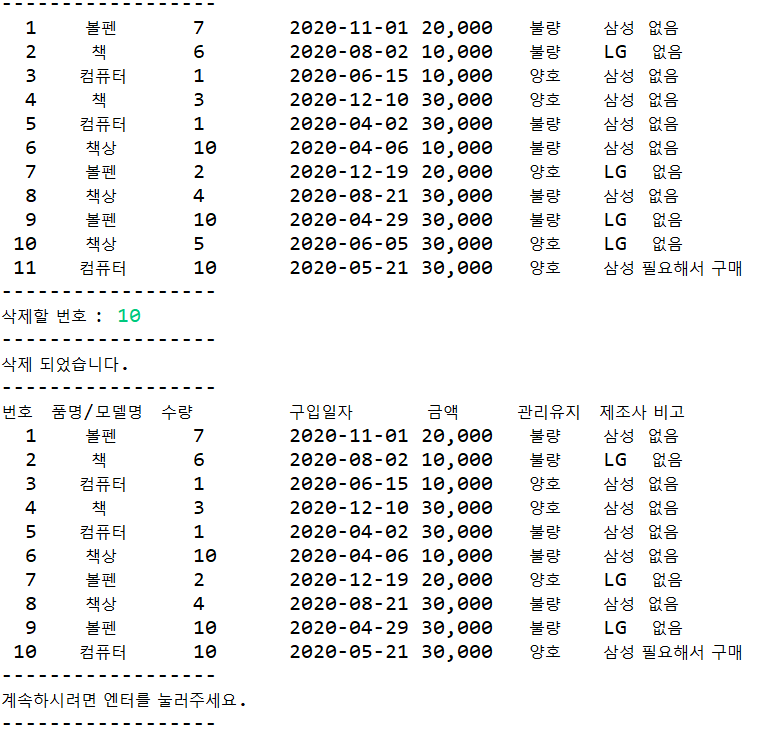 ------------------
1 볼펜 7 2020-11-01 20,000 불량 삼성 없음
2 책 6 2020-08-02 10,000 불량 LG 없음
3 컴퓨터 1 2020-06-15 10,000 양호 삼성 없음
4 책 3 2020-12-10 30,000 양호 삼성 없음
5 컴퓨터 1 2020-04-02 30,000 불량 삼성 없음
6 책상 10 2020-04-06 10,000 불량 삼성 없음
7 볼펜 2 2020-12-19 20,000 양호 LG 없음
8 책상 4 2020-08-21 30,000 불량 삼성 없음
9 볼펜 10 2020-04-29 30,000 불량 LG 없음
10 책상 5 2020-06-05 30,000 양호 LG 없음
11 컴퓨터 10 2020-05-21 30,000 양호 삼성 필요해서 구매
------------------
삭제할 번호 : 10
------------------
삭제 되었습니다.
------------------
번호 품명/모델명 수량 구입일자 금액 관리유지 제조사 비고
1 볼펜 7 2020-11-01 20,000 불량 삼성 없음
2 책 6 2020-08-02 10,000 불량 LG 없음
3 컴퓨터 1 2020-06-15 10,000 양호 삼성 없음
4 책 3 2020-12-10 30,000 양호 삼성 없음
5 컴퓨터 1 2020-04-02 30,000 불량 삼성 없음
6 책상 10 2020-04-06 10,000 불량 삼성 없음
7 볼펜 2 2020-12-19 20,000 양호 LG 없음
8 책상 4 2020-08-21 30,000 불량 삼성 없음
9 볼펜 10 2020-04-29 30,000 불량 LG 없음
10 컴퓨터 10 2020-05-21 30,000 양호 삼성 필요해서 구매
------------------
계속하시려면 엔터를 눌러주세요.
------------------